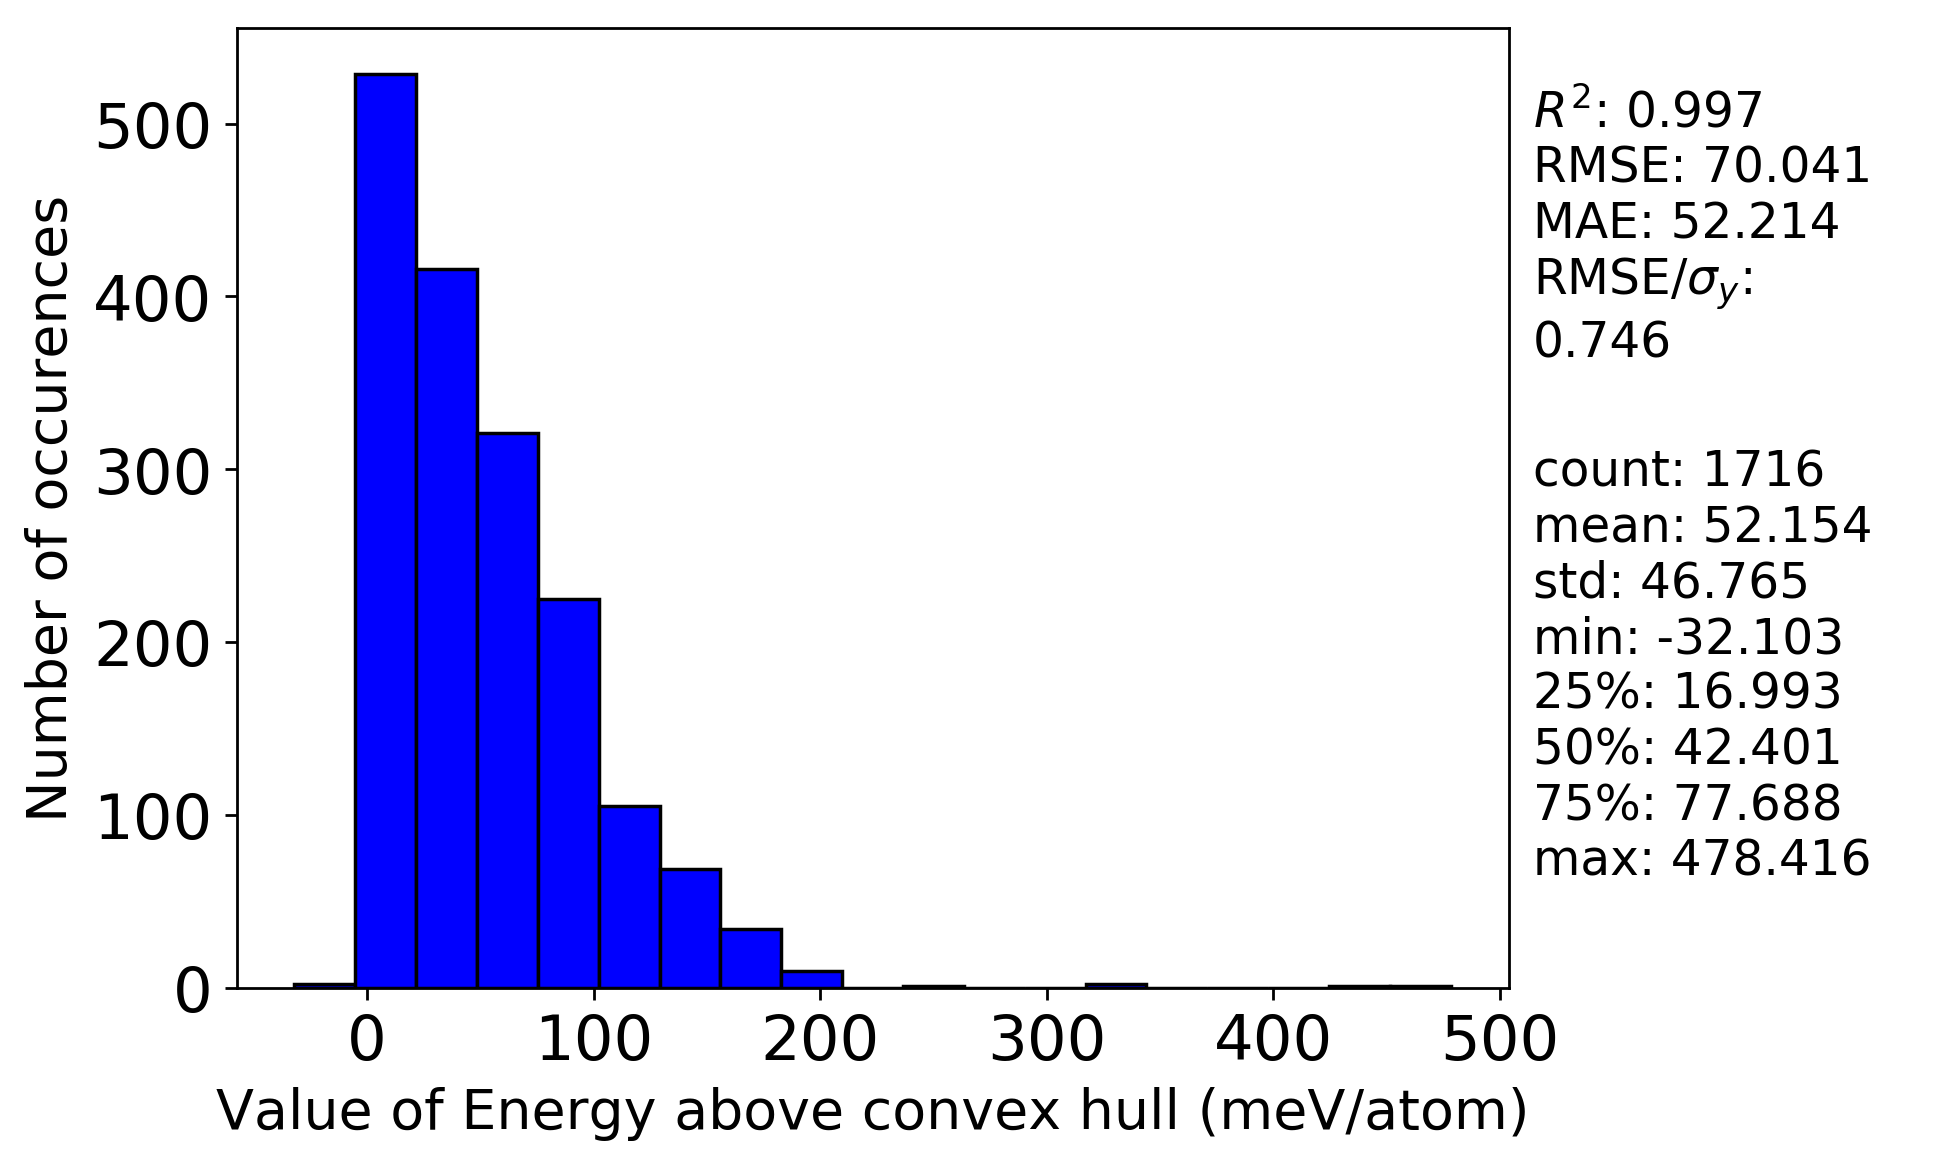 500
400
300
200
100
0
Number of occurences
0 100 200 300 400 500
Value of Energy above convex hull (meV/atom)
R²: 0.997
RMSE: 70.041
MAE: 52.214
RMSE/σy:
0.746
count: 1716
mean: 52.154
std: 46.765
min: -32.103
25%: 16.993
50%: 42.401
75%: 77.688
max: 478.416